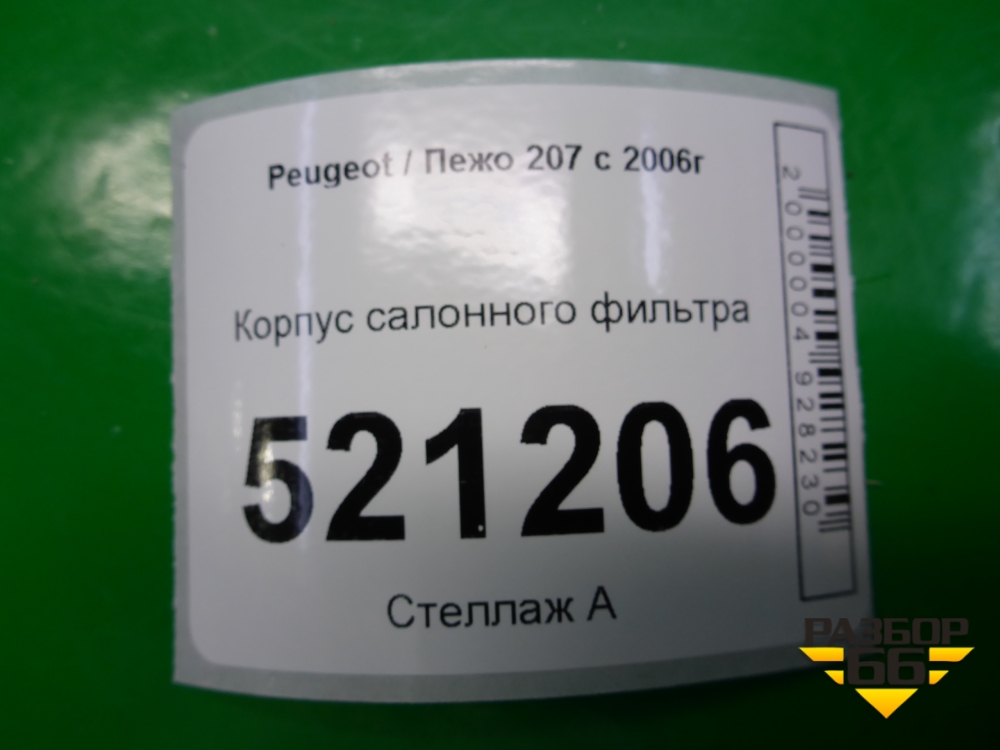 Peugeot / Пежо 207 с 2006г
Корпус салонного фильтра
521206
Стеллаж А
2000004928230
РАЗБОР
66